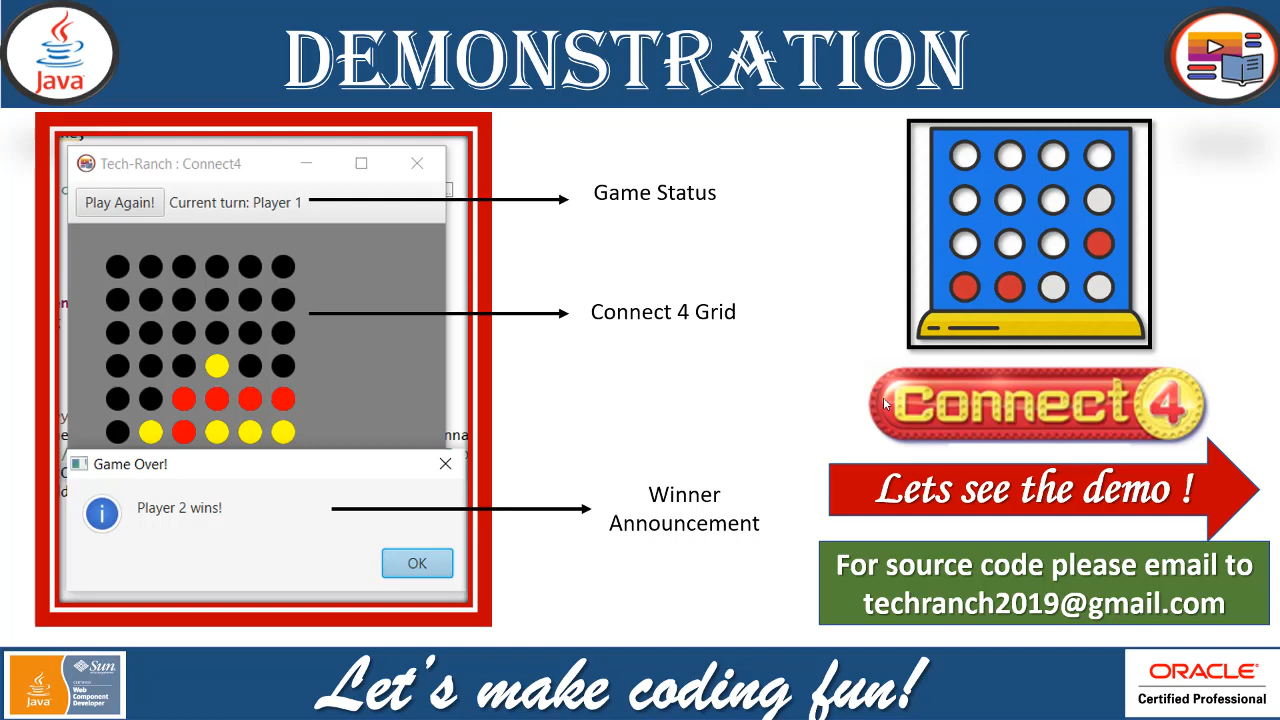 DEMONSTRATION
Java
Tech-Ranch : Connect4
Play Again!
Current turn: Player 1
Game Status
Connect 4 Grid
Game Over!
Player 2 wins!
OK
Winner
Announcement
Connect 4
Lets see the demo !
For source code please email to
techranch2019@gmail.com
Java
Sun
CERTIFIED
Web
Component
Developer
Let's make coding fun!
ORACLE
Certified Professional